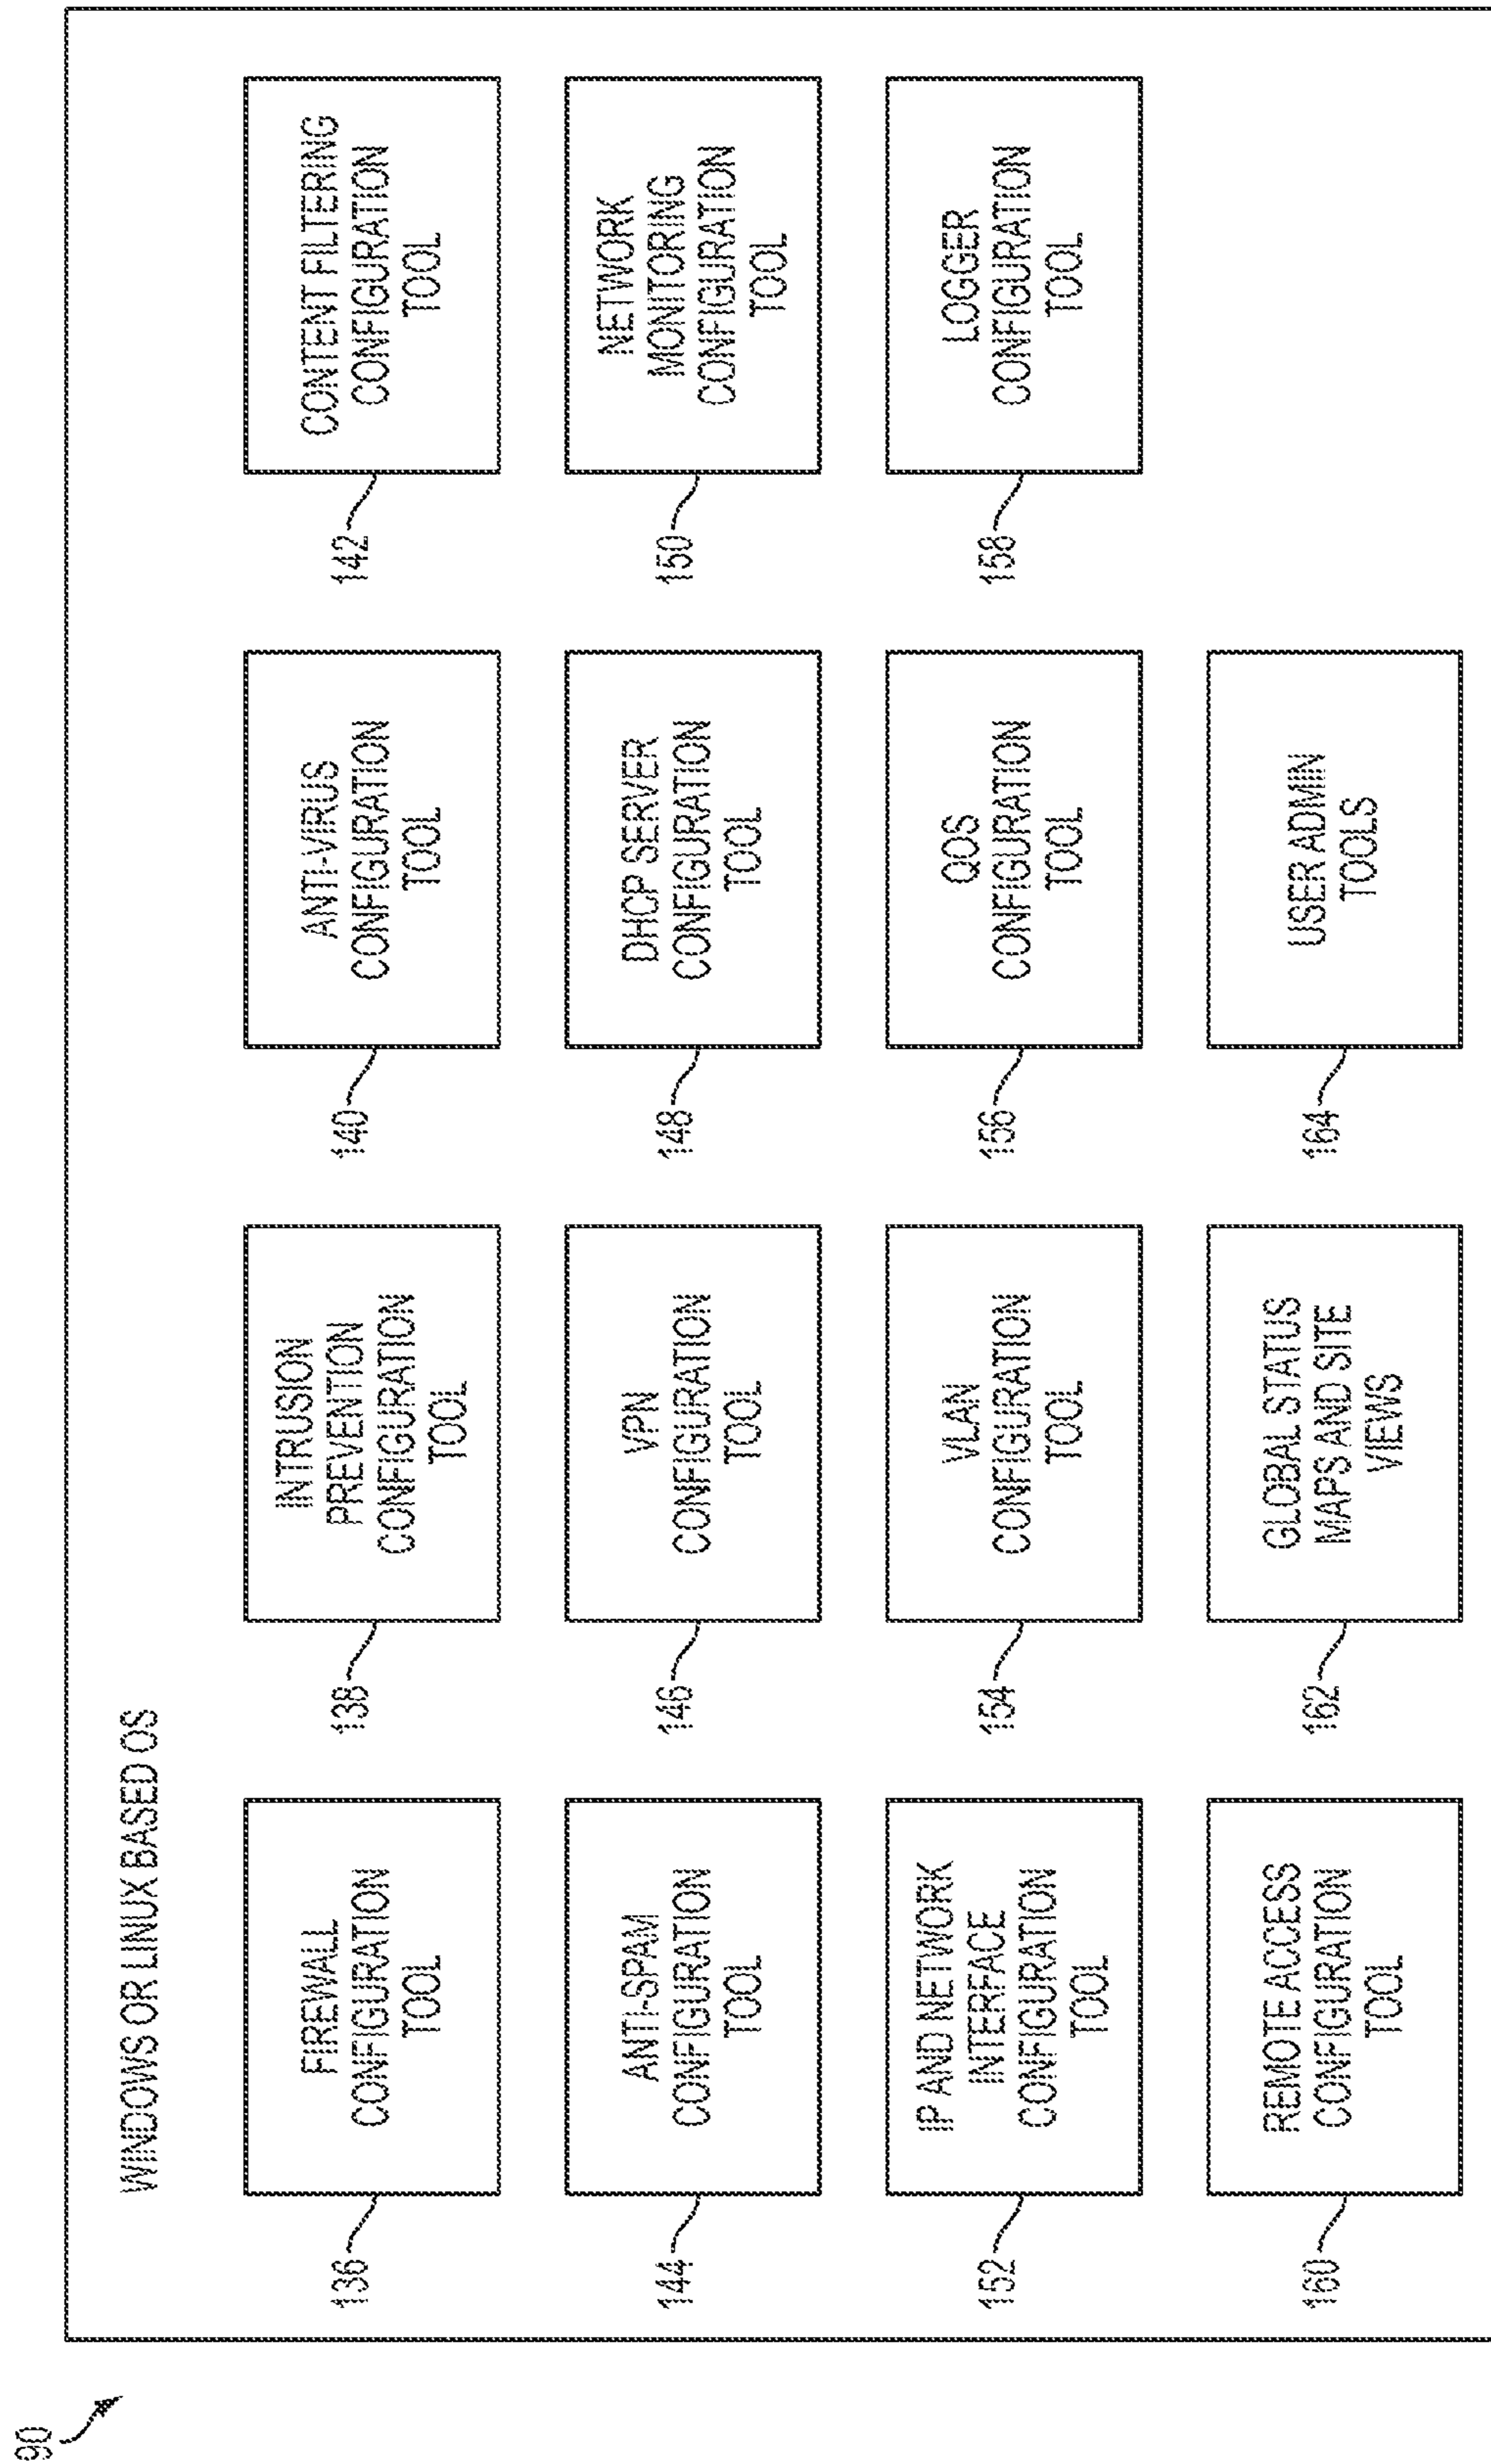 90
WINDOWS OR LINUX BASED OS
136
FIREWALL
CONFIGURATION
TOOL
138
INTRUSION
PREVENTION
CONFIGURATION
TOOL
140
ANTI-VIRUS
CONFIGURATION
TOOL
142
CONTENT FILTERING
CONFIGURATION
TOOL
144
ANTI-SPAM
CONFIGURATION
TOOL
146
VPN
CONFIGURATION
TOOL
148
DHCP SERVER
CONFIGURATION
TOOL
150
NETWORK
MONITORING
CONFIGURATION
TOOL
152
IP AND NETWORK
INTERFACE
CONFIGURATION
TOOL
154
VLAN
CONFIGURATION
TOOL
156
QOS
CONFIGURATION
TOOL
158
LOGGER
CONFIGURATION
TOOL
160
REMOTE ACCESS
CONFIGURATION
TOOL
162
GLOBAL STATUS
MAPS AND SITE
VIEWS
164
USER ADMIN
TOOLS